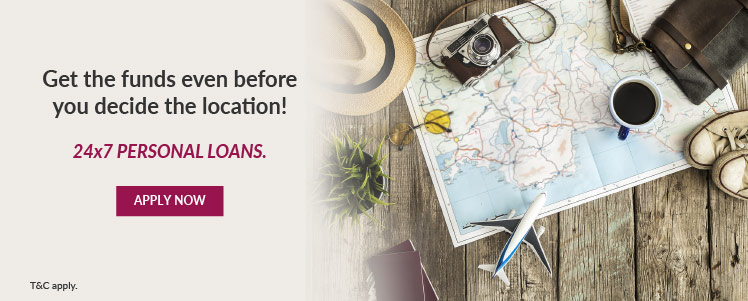 Get the funds even before
you decide the location!
24x7 PERSONAL LOANS.
APPLY NOW
T&C apply.